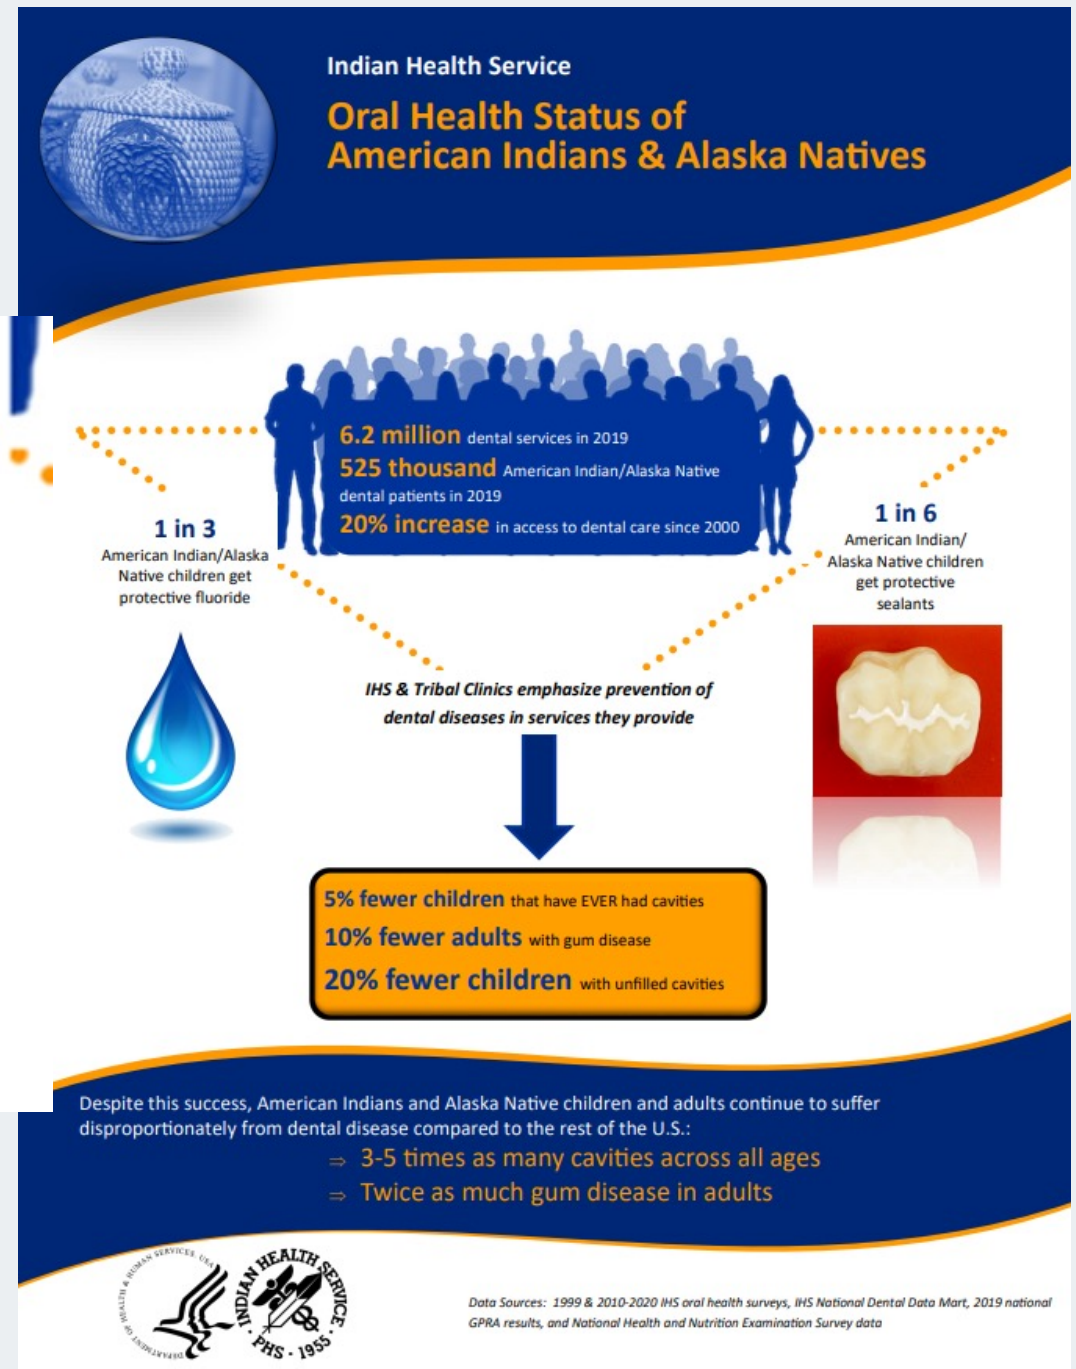 Indian Health Service
Oral Health Status of
American Indians & Alaska Natives
6.2 million dental services in 2019
525 thousand American Indian/Alaska Native
dental patients in 2019
20% increase in access to dental care since 2000
1 in 3
American Indian/Alaska
Native children get
protective fluoride
1 in 6
American Indian/
Alaska Native children
get protective
sealants
IHS & Tribal Clinics emphasize prevention of
dental diseases in services they provide
5% fewer children that have EVER had cavities
10% fewer adults with gum disease
20% fewer children with unfilled cavities
Despite this success, American Indians and Alaska Native children and adults continue to suffer
disproportionately from dental disease compared to the rest of the U.S.:
⇒ 3-5 times as many cavities across all ages
⇒ Twice as much gum disease in adults
DEPARTMENT OF HEALTH & HUMAN SERVICES · USA
INDIAN HEALTH SERVICE · PHS · 1955 ·
Data Sources: 1999 & 2010-2020 IHS oral health surveys, IHS National Dental Data Mart, 2019 national
GPRA results, and National Health and Nutrition Examination Survey data